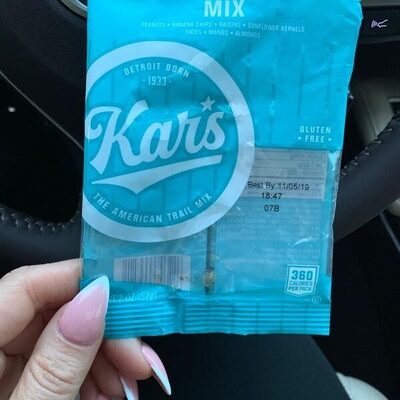 MIX
PEANUTS • BANANA CHIPS • RAISINS • SUNFLOWER KERNELS
DATES • MANGO • ALMONDS
DETROIT BORN
· 1933 ·
Kar's
THE AMERICAN TRAIL MIX
GLUTEN
• FREE •
Best By 11/05/19
18:47
07B
360
CALORIES
PER PACK